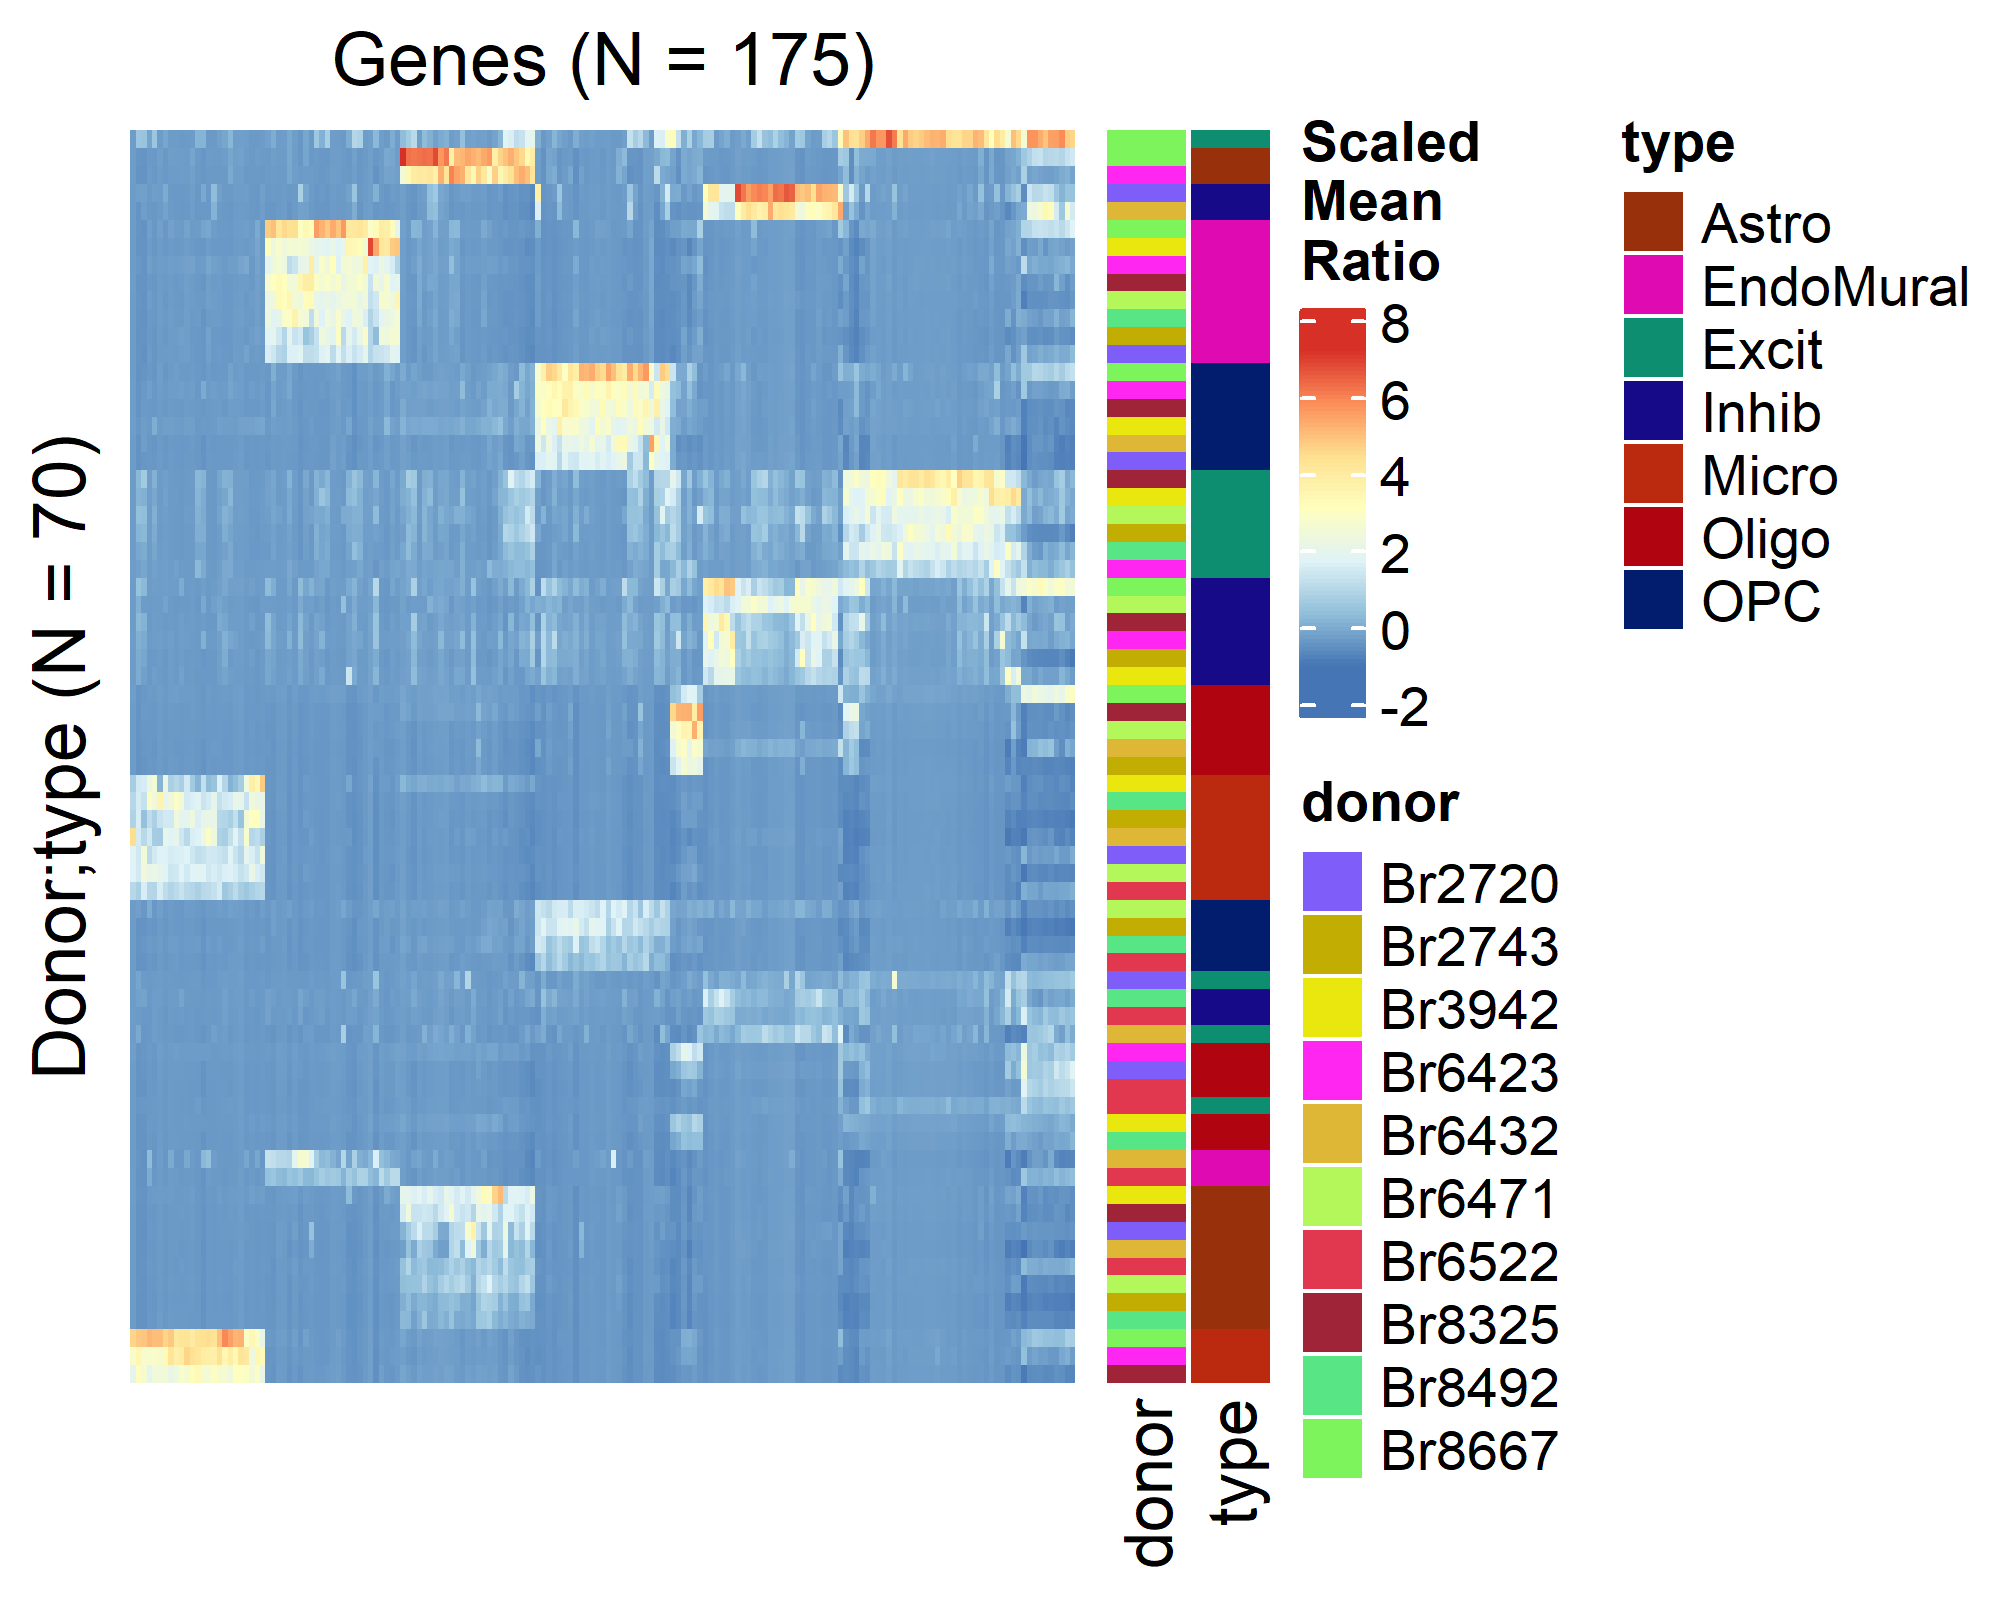 Genes (N = 175)
Donor;type (N = 70)
donor
type
Scaled
Mean
Ratio
8
6
4
2
0
-2
type
Astro
EndoMural
Excit
Inhib
Micro
Oligo
OPC
donor
Br2720
Br2743
Br3942
Br6423
Br6432
Br6471
Br6522
Br8325
Br8492
Br8667